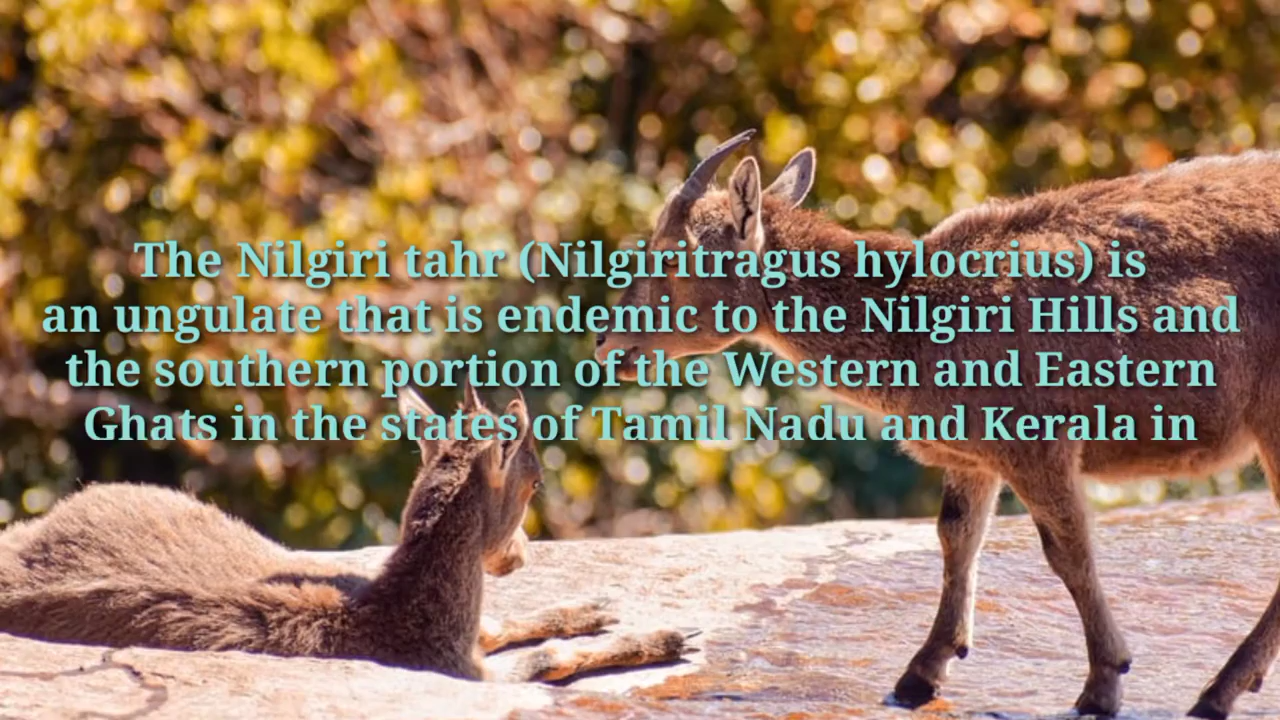 The Nilgiri tahr (Nilgiritragus hylocrius) is
an ungulate that is endemic to the Nilgiri Hills and
the southern portion of the Western and Eastern
Ghats in the states of Tamil Nadu and Kerala in